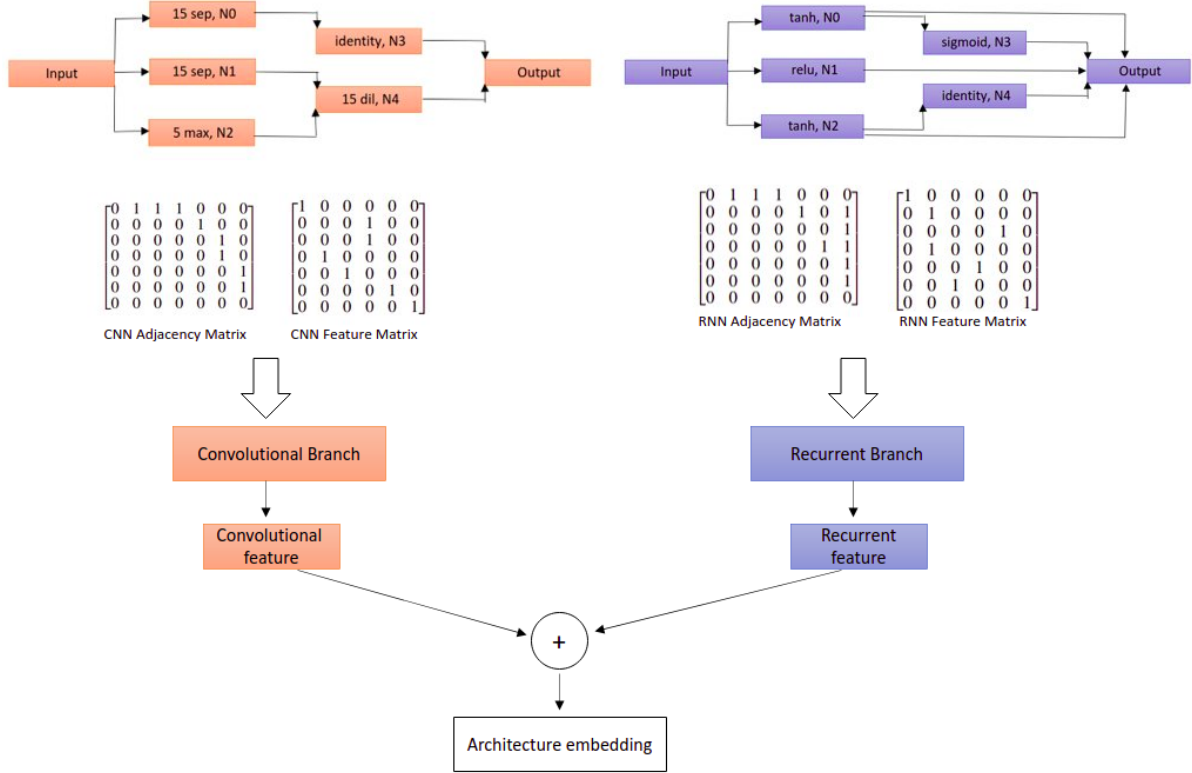 15 sep, N0
identity, N3
Input
15 sep, N1
Output
15 dil, N4
5 max, N2
tanh, N0
sigmoid, N3
Input
relu, N1
Output
identity, N4
tanh, N2
0 1 1 1 0 0 0
0 0 0 0 1 0 0
0 0 0 0 0 1 0
0 0 0 0 0 1 0
0 0 0 0 0 0 1
0 0 0 0 0 0 1
0 0 0 0 0 0 0
CNN Adjacency Matrix
1 0 0 0 0 0
0 0 0 1 0 0
0 0 0 1 0 0
0 1 0 0 0 0
0 0 1 0 0 0
0 0 0 0 1 0
0 0 0 0 0 1
CNN Feature Matrix
0 1 1 1 0 0 0
0 0 0 0 1 0 1
0 0 0 0 0 0 1
0 0 0 0 0 1 1
0 0 0 0 0 0 1
0 0 0 0 0 0 1
0 0 0 0 0 0 0
RNN Adjacency Matrix
1 0 0 0 0 0
0 1 0 0 0 0
0 0 0 0 1 0
0 1 0 0 0 0
0 0 0 1 0 0
0 0 1 0 0 0
0 0 0 0 0 1
RNN Feature Matrix
Convolutional Branch
Recurrent Branch
Convolutional
feature
Recurrent
feature
+
Architecture embedding